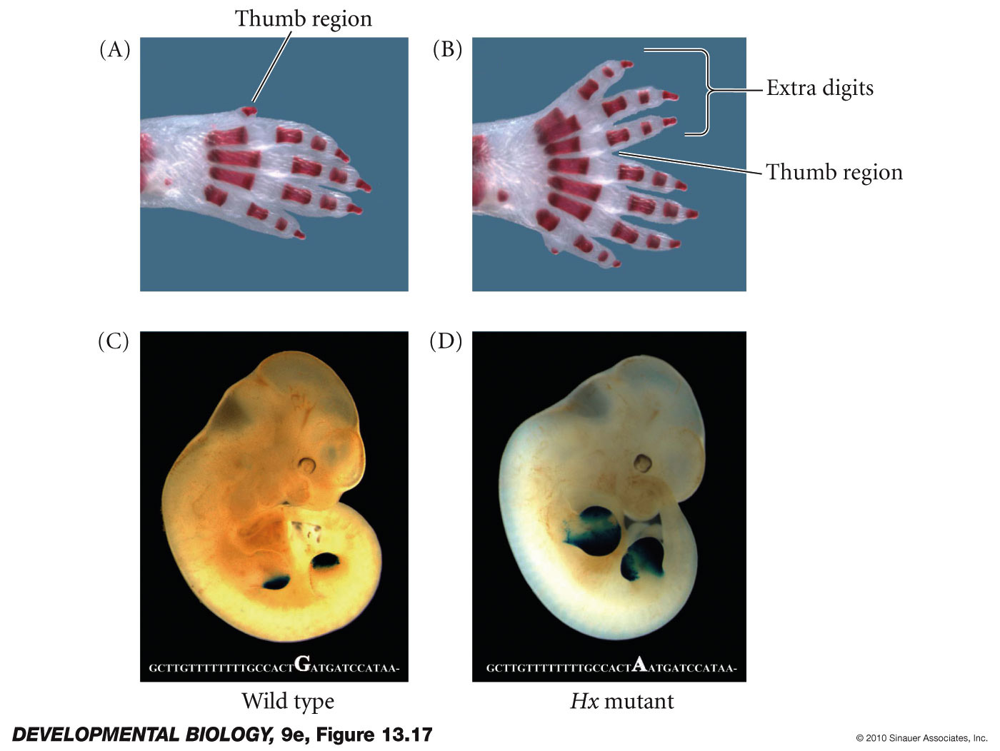 Thumb region
(A)
(B)
Extra digits
Thumb region
(C)
(D)
GCTTGTTTTTTTTGCCACTGATGATCCATAA-
GCTTGTTTTTTTTGCCACTAATGATCCATAA-
Wild type
Hx mutant
DEVELOPMENTAL BIOLOGY, 9e, Figure 13.17
© 2010 Sinauer Associates, Inc.